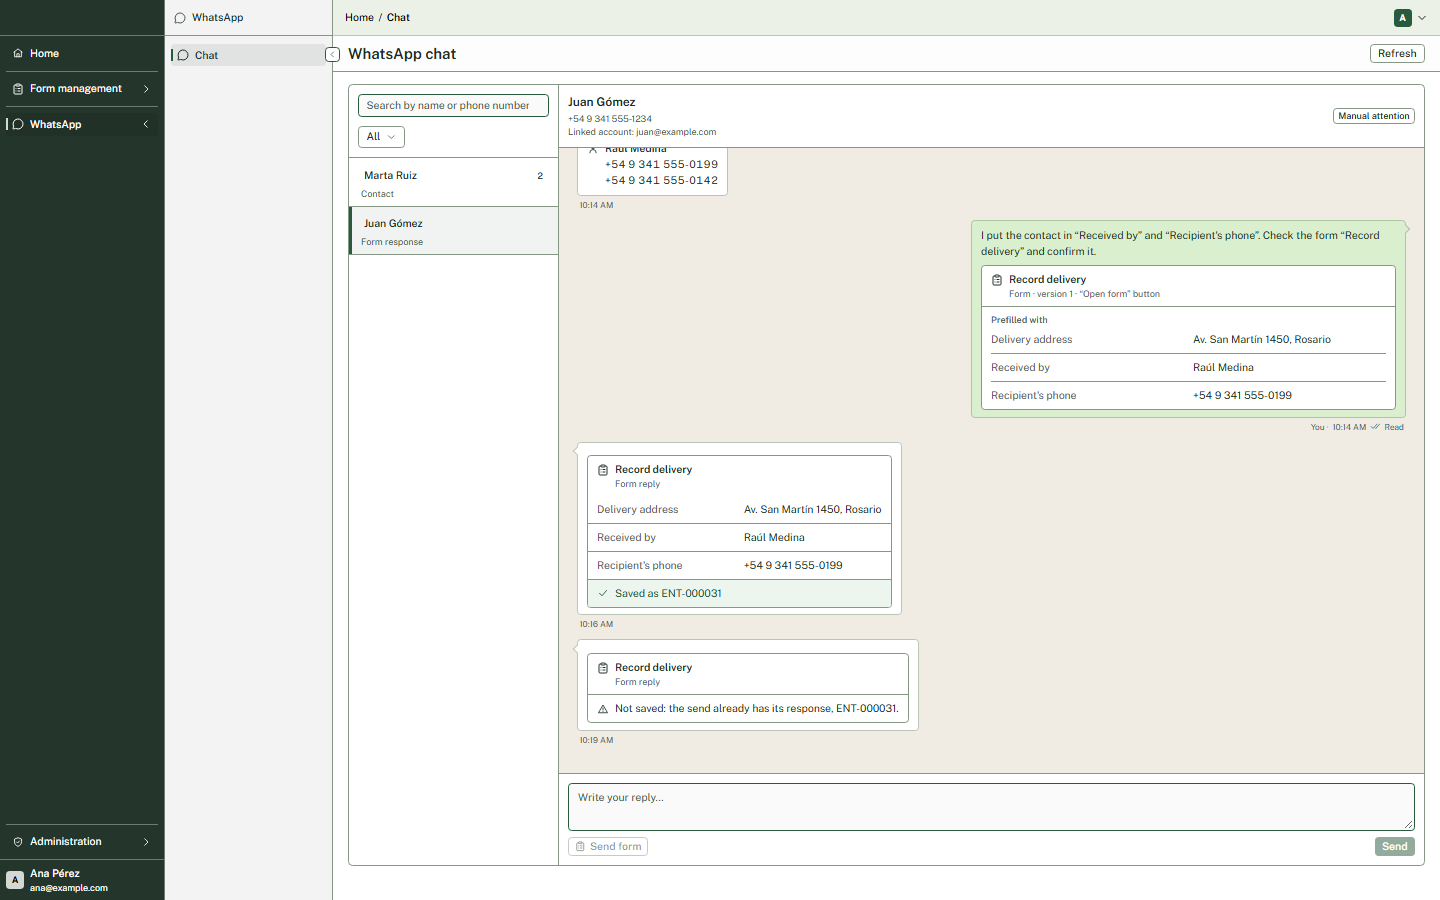 WhatsApp
Home / Chat
A
Home
Form management
WhatsApp
Chat
WhatsApp chat
Refresh
Search by name or phone number
All
Marta Ruiz
2
Contact
Juan Gómez
Form response
Juan Gómez
+54 9 341 555-1234
Linked account: juan@example.com
Manual attention
Raúl Medina
+54 9 341 555-0199
+54 9 341 555-0142
10:14 AM
I put the contact in “Received by” and “Recipient's phone”. Check the form “Record
delivery” and confirm it.
Record delivery
Form · version 1 · “Open form” button
Prefilled with
Delivery address Av. San Martín 1450, Rosario
Received by Raúl Medina
Recipient's phone +54 9 341 555-0199
You · 10:14 AM Read
Record delivery
Form reply
Delivery address Av. San Martín 1450, Rosario
Received by Raúl Medina
Recipient's phone +54 9 341 555-0199
Saved as ENT-000031
10:16 AM
Record delivery
Form reply
Not saved: the send already has its response, ENT-000031.
10:19 AM
Write your reply...
Send form
Send
Administration
A
Ana Pérez
ana@example.com